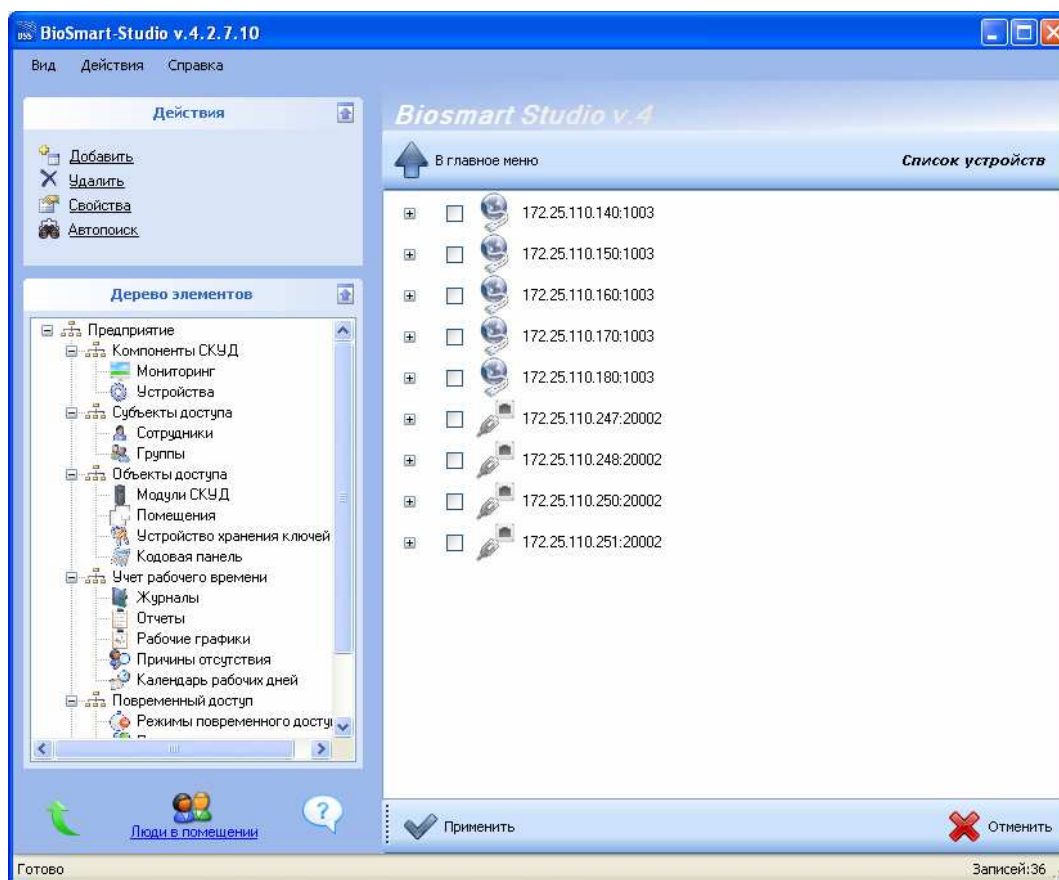 BioSmart-Studio v.4.2.7.10
Вид Действия Справка
Действия
Добавить
Удалить
Свойства
Автопоиск
Дерево элементов
Предприятие
Компоненты СКУД
Мониторинг
Устройства
Субъекты доступа
Сотрудники
Группы
Объекты доступа
Модули СКУД
Помещения
Устройство хранения ключей
Кодовая панель
Учет рабочего времени
Журналы
Отчеты
Рабочие графики
Причины отсутствия
Календарь рабочих дней
Повременный доступ
Режимы повременного досту
Люди в помещении
Biosmart Studio v.4
В главное меню Список устройств
172.25.110.140:1003
172.25.110.150:1003
172.25.110.160:1003
172.25.110.170:1003
172.25.110.180:1003
172.25.110.247:20002
172.25.110.248:20002
172.25.110.250:20002
172.25.110.251:20002
Применить Отменить
Готово Записей:36